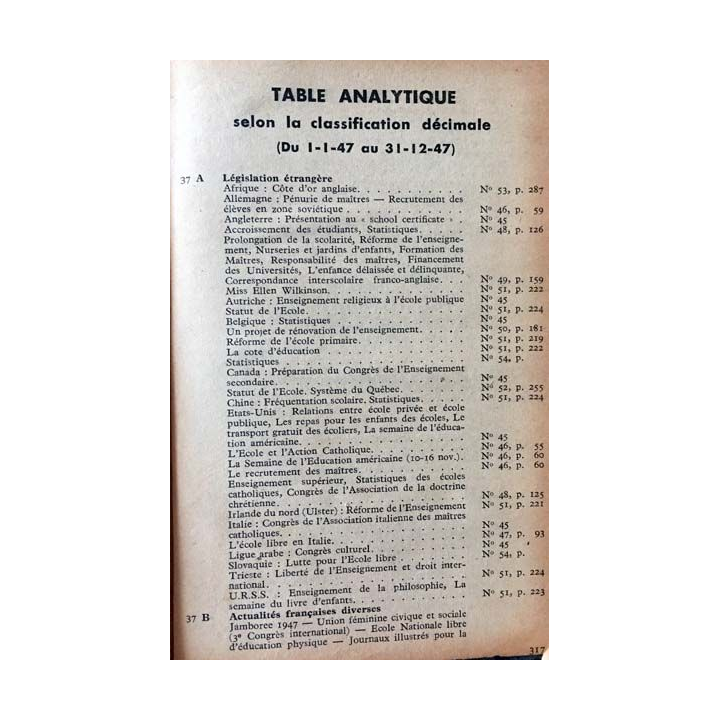 TABLE ANALYTIQUE
selon la classification décimale
(Du 1-1-47 au 31-12-47)
37 A Législation étrangère
Afrique : Côte d'or anglaise. . . . . . . . . . . N° 53, p. 287
Allemagne : Pénurie de maîtres — Recrutement des
élèves en zone soviétique . . . . . . . . . . . . N° 46, p. 59
Angleterre : Présentation au « school certificate » . N° 45
Accroissement des étudiants, Statistiques. . . . . N° 48, p. 126
Prolongation de la scolarité, Réforme de l'enseigne-
ment, Nurseries et jardins d'enfants, Formation des
Maîtres, Responsabilité des maîtres, Financement
des Universités, L'enfance délaissée et délinquante,
Correspondance interscolaire franco-anglaise. . . N° 49, p. 159
Miss Ellen Wilkinson. . . . . . . . . . . . . . . N° 51, p. 222
Autriche : Enseignement religieux à l'école publique N° 45
Statut de l'Ecole. . . . . . . . . . . . . . . . N° 51, p. 224
Belgique : Statistiques . . . . . . . . . . . . . N° 45
Un projet de rénovation de l'enseignement. . . . . N° 50, p. 181
Réforme de l'école primaire. . . . . . . . . . . N° 51, p. 219
La cote d'éducation . . . . . . . . . . . . . . . N° 51, p. 222
Statistiques . . . . . . . . . . . . . . . . . . N° 54, p.
Canada : Préparation du Congrès de l'Enseignement
secondaire. . . . . . . . . . . . . . . . . . . . N° 45
Statut de l'Ecole. Système du Québec. . . . . . . N° 52, p. 255
Chine : Fréquentation scolaire. Statistiques. . . . N° 51, p. 224
Etats-Unis : Relations entre école privée et école
publique, Les repas pour les enfants des écoles, Le
transport gratuit des écoliers, La semaine de l'éduca-
tion américaine. . . . . . . . . . . . . . . . . N° 45
L'Ecole et l'Action Catholique. . . . . . . . . . N° 46, p. 55
La Semaine de l'Education américaine (10-16 nov.). N° 46, p. 60
Le recrutement des maîtres. . . . . . . . . . . . N° 46, p. 60
Enseignement supérieur, Statistiques des écoles
catholiques, Congrès de l'Association de la doctrine
chrétienne. . . . . . . . . . . . . . . . . . . . N° 48, p. 125
Irlande du nord (Ulster) : Réforme de l'Enseignement N° 51, p. 221
Italie : Congrès de l'Association italienne des maîtres
catholiques. . . . . . . . . . . . . . . . . . . N° 45
L'école libre en Italie. . . . . . . . . . . . . N° 47, p. 93
Ligue arabe : Congrès culturel. . . . . . . . . . N° 45
Slovaquie : Lutte pour l'Ecole libre . . . . . . . N° 54, p.
Trieste : Liberté de l'Enseignement et droit inter-
national. . . . . . . . . . . . . . . . . . . . . N° 51, p. 224
U.R.S.S. : Enseignement de la philosophie, La
semaine du livre d'enfants. . . . . . . . . . . . N° 51, p. 223
37 B Actualités françaises diverses
Jamboree 1947 — Union féminine civique et sociale
(3e Congrès international) — Ecole Nationale libre
d'éducation physique — Journaux illustrés pour la
317